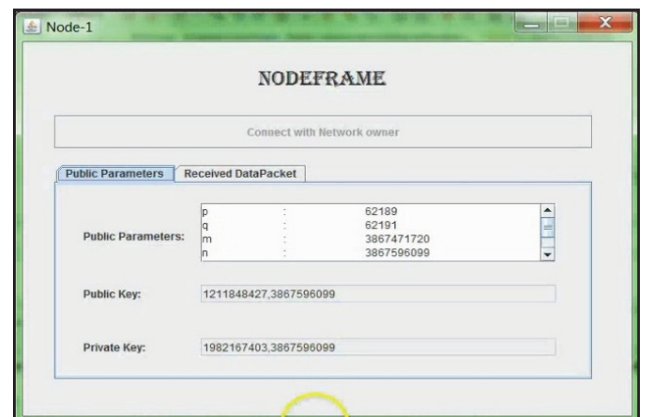 Node-1
NODEFRAME
Connect with Network owner
Public Parameters Received DataPacket
Public Parameters:
p : 62189
q : 62191
m : 3867471720
n : 3867596099
Public Key: 1211848427,3867596099
Private Key: 1982167403,3867596099